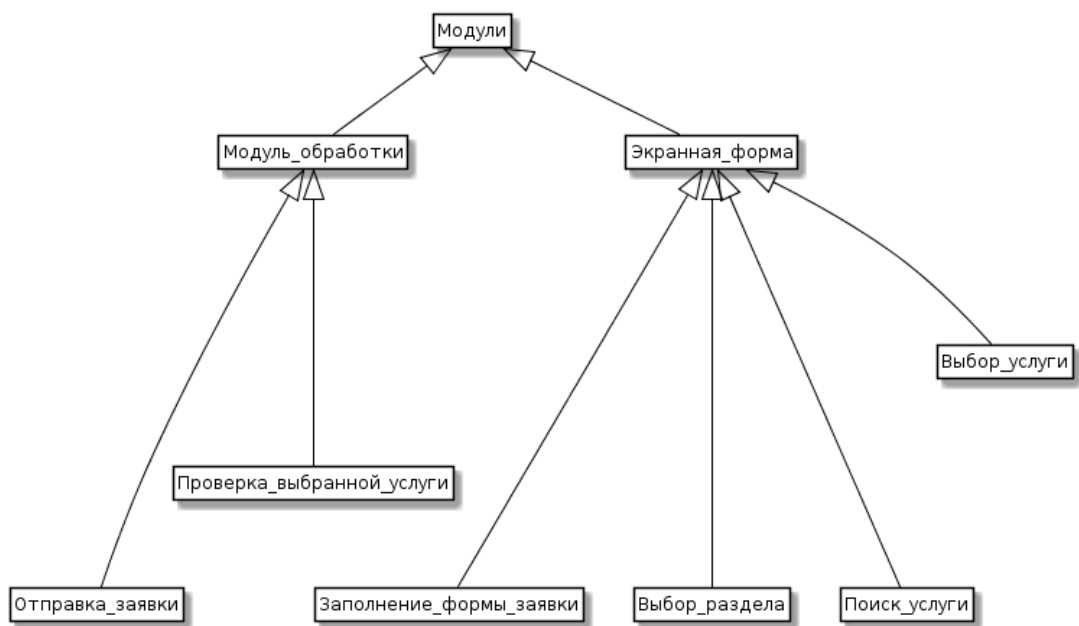 Модули
Модуль_обработки
Экранная_форма
Выбор_услуги
Проверка_выбранной_услуги
Отправка_заявки
Заполнение_формы_заявки
Выбор_раздела
Поиск_услуги